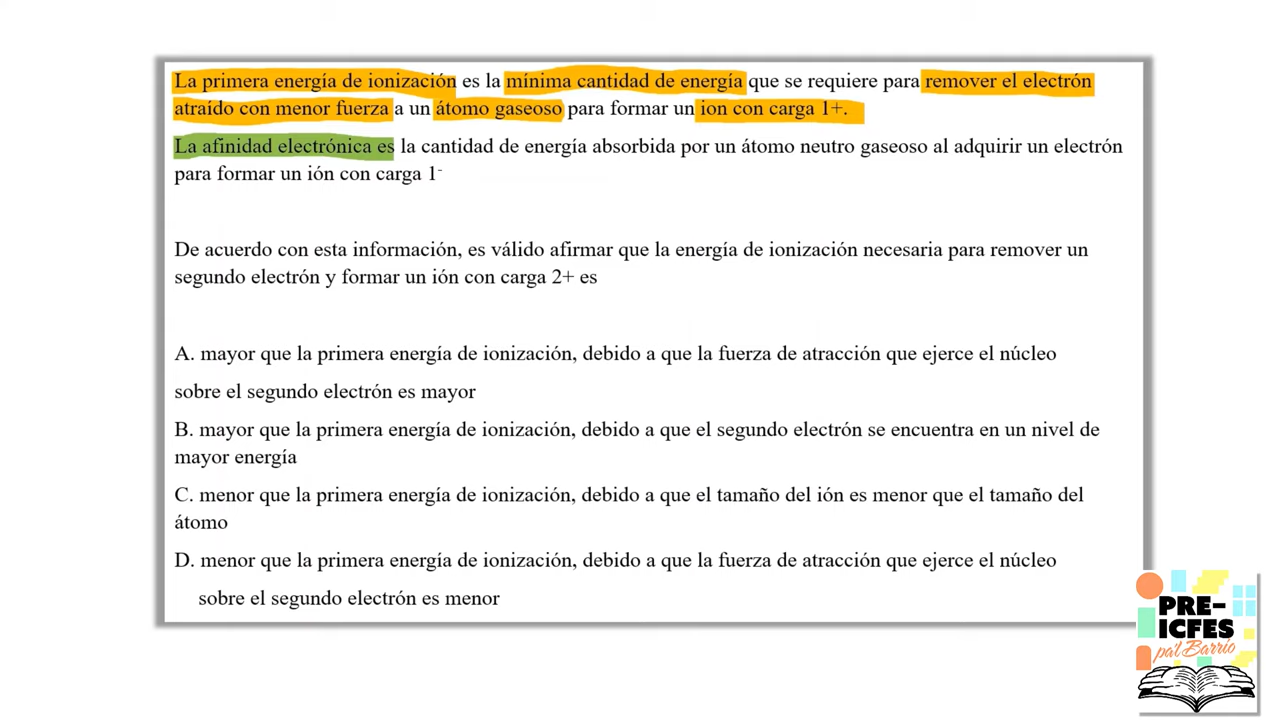 La primera energía de ionización es la mínima cantidad de energía que se requiere para remover el electrón
atraído con menor fuerza a un átomo gaseoso para formar un ion con carga 1+.
La afinidad electrónica es la cantidad de energía absorbida por un átomo neutro gaseoso al adquirir un electrón
para formar un ión con carga 1-
De acuerdo con esta información, es válido afirmar que la energía de ionización necesaria para remover un
segundo electrón y formar un ión con carga 2+ es
A. mayor que la primera energía de ionización, debido a que la fuerza de atracción que ejerce el núcleo
sobre el segundo electrón es mayor
B. mayor que la primera energía de ionización, debido a que el segundo electrón se encuentra en un nivel de
mayor energía
C. menor que la primera energía de ionización, debido a que el tamaño del ión es menor que el tamaño del
átomo
D. menor que la primera energía de ionización, debido a que la fuerza de atracción que ejerce el núcleo
sobre el segundo electrón es menor
PRE-
ICFES
pa'l Barrio